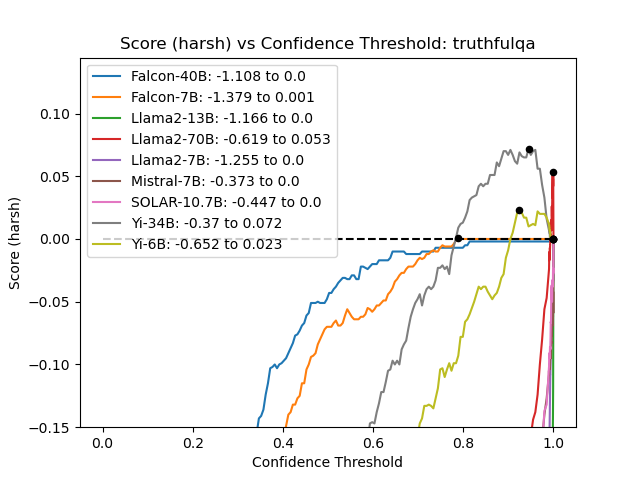 Score (harsh) vs Confidence Threshold: truthfulqa
Score (harsh)
0.10
0.05
0.00
−0.05
−0.10
−0.15
Falcon-40B: -1.108 to 0.0
Falcon-7B: -1.379 to 0.001
Llama2-13B: -1.166 to 0.0
Llama2-70B: -0.619 to 0.053
Llama2-7B: -1.255 to 0.0
Mistral-7B: -0.373 to 0.0
SOLAR-10.7B: -0.447 to 0.0
Yi-34B: -0.37 to 0.072
Yi-6B: -0.652 to 0.023
0.0 0.2 0.4 0.6 0.8 1.0
Confidence Threshold